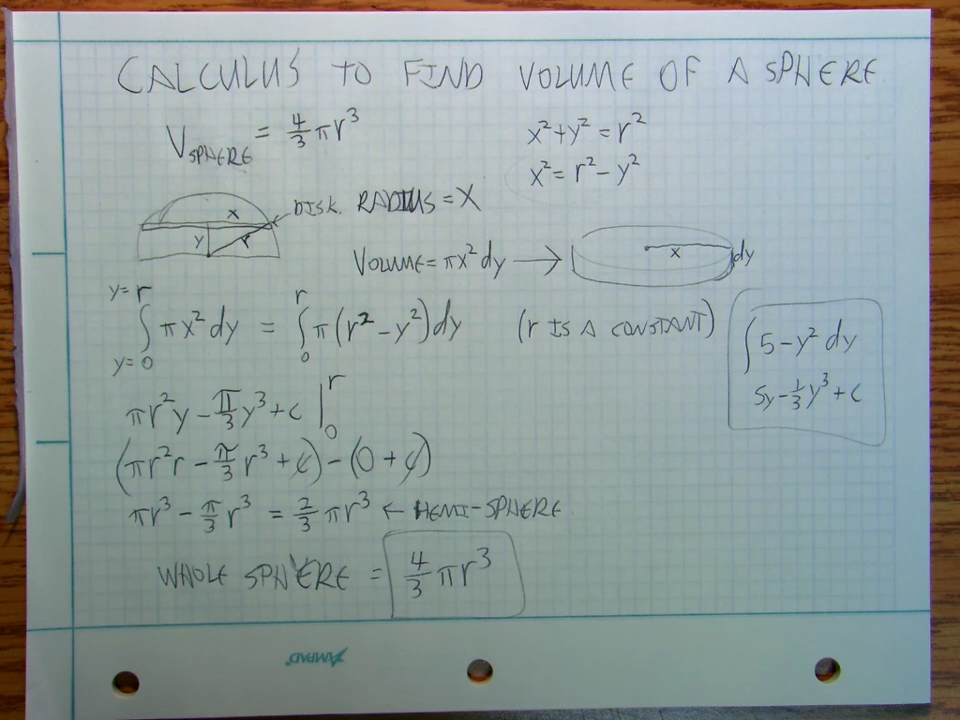 CALCULUS TO FIND VOLUME OF A SPHERE
V_SPHERE = 4/3 πr³
x² + y² = r²
x² = r² - y²
x
y
r
DISK. RADIUS = X
VOLUME = πx² dy →
x
dy
y=r
∫ πx² dy = ∫₀ʳ π(r² - y²) dy (r IS A CONSTANT)
y=0
∫ 5 - y² dy
5y - 1/3 y³ + c
πr²y - π/3 y³ + c |₀ʳ
(πr²r - π/3 r³ + c) - (0 + c)
πr³ - π/3 r³ = 2/3 πr³ ← HEMI-SPHERE
WHOLE SPHERE = 4/3 πr³
AMPAD